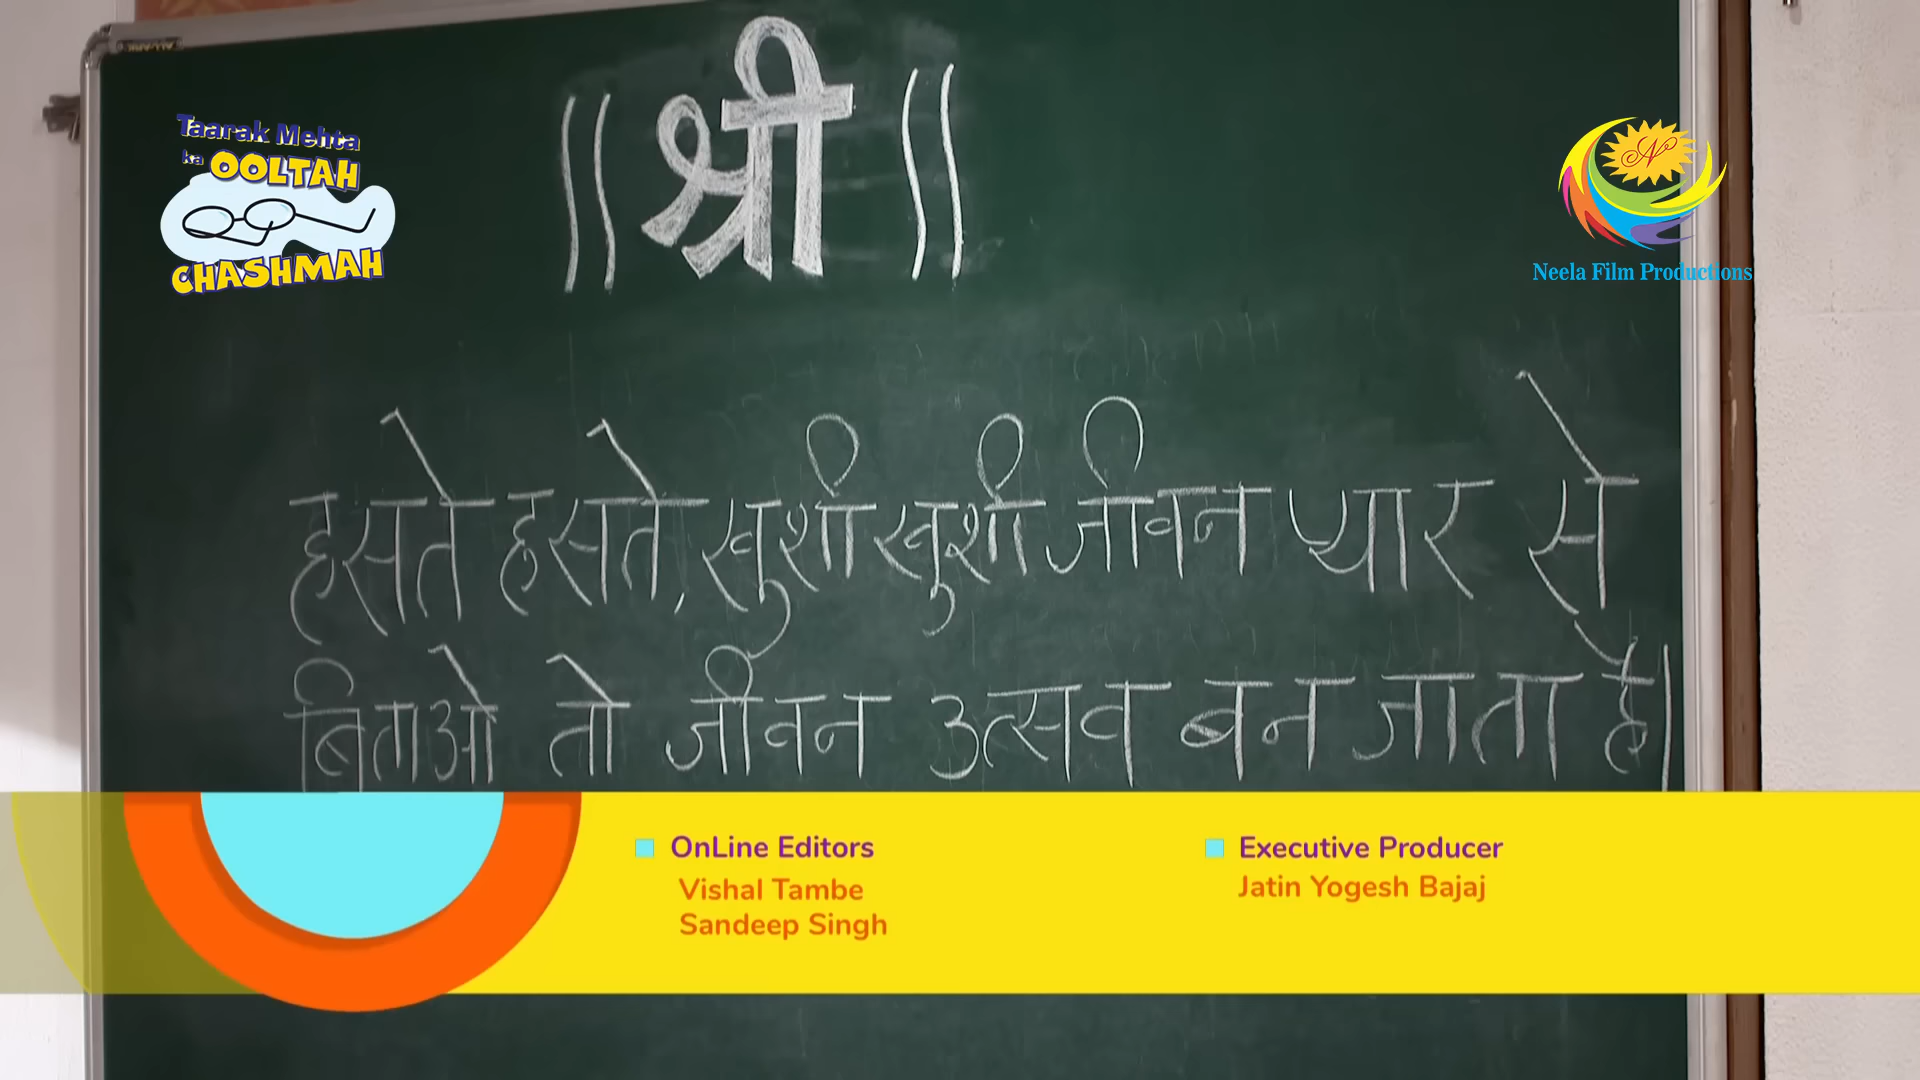 || श्री ||
Taarak Mehta
ka OOLTAH
CHASHMAH
N
Neela Film Productions
हसते हसते, खुशी खुशी जीवन प्यार से
बिताओ तो जीवन उत्सव बन जाता है|
OnLine Editors
Vishal Tambe
Sandeep Singh
Executive Producer
Jatin Yogesh Bajaj